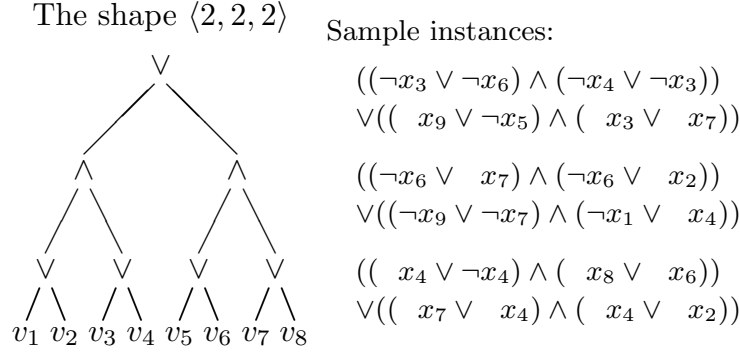 The shape ⟨2, 2, 2⟩
∨
∧ ∧
∨ ∨ ∨ ∨
v₁ v₂ v₃ v₄ v₅ v₆ v₇ v₈
Sample instances:
((¬x₃ ∨ ¬x₆) ∧ (¬x₄ ∨ ¬x₃))
∨(( x₉ ∨ ¬x₅) ∧ ( x₃ ∨ x₇))
((¬x₆ ∨ x₇) ∧ (¬x₆ ∨ x₂))
∨((¬x₉ ∨ ¬x₇) ∧ (¬x₁ ∨ x₄))
(( x₄ ∨ ¬x₄) ∧ ( x₈ ∨ x₆))
∨(( x₇ ∨ x₄) ∧ ( x₄ ∨ x₂))